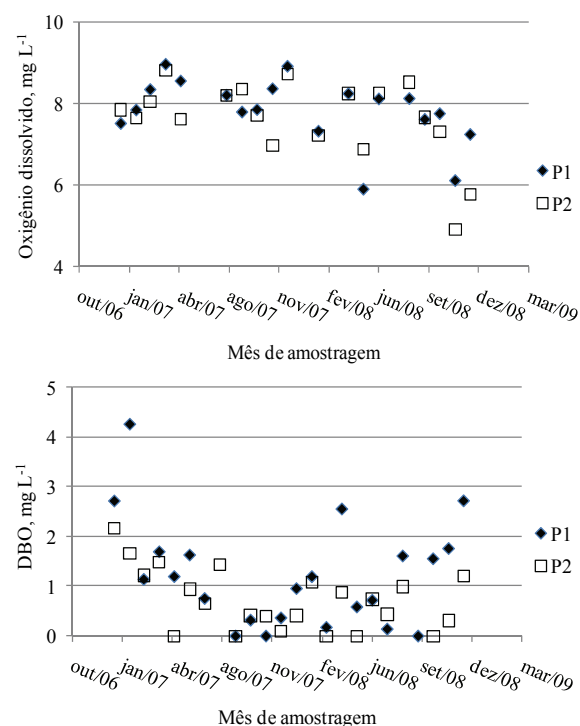 Oxigênio dissolvido, mg L-1
10
8
6
4
out/06
jan/07
abr/07
ago/07
nov/07
fev/08
jun/08
set/08
dez/08
mar/09
Mês de amostragem
P1
P2
DBO, mg L-1
5
4
3
2
1
0
out/06
jan/07
abr/07
ago/07
nov/07
fev/08
jun/08
set/08
dez/08
mar/09
Mês de amostragem
P1
P2